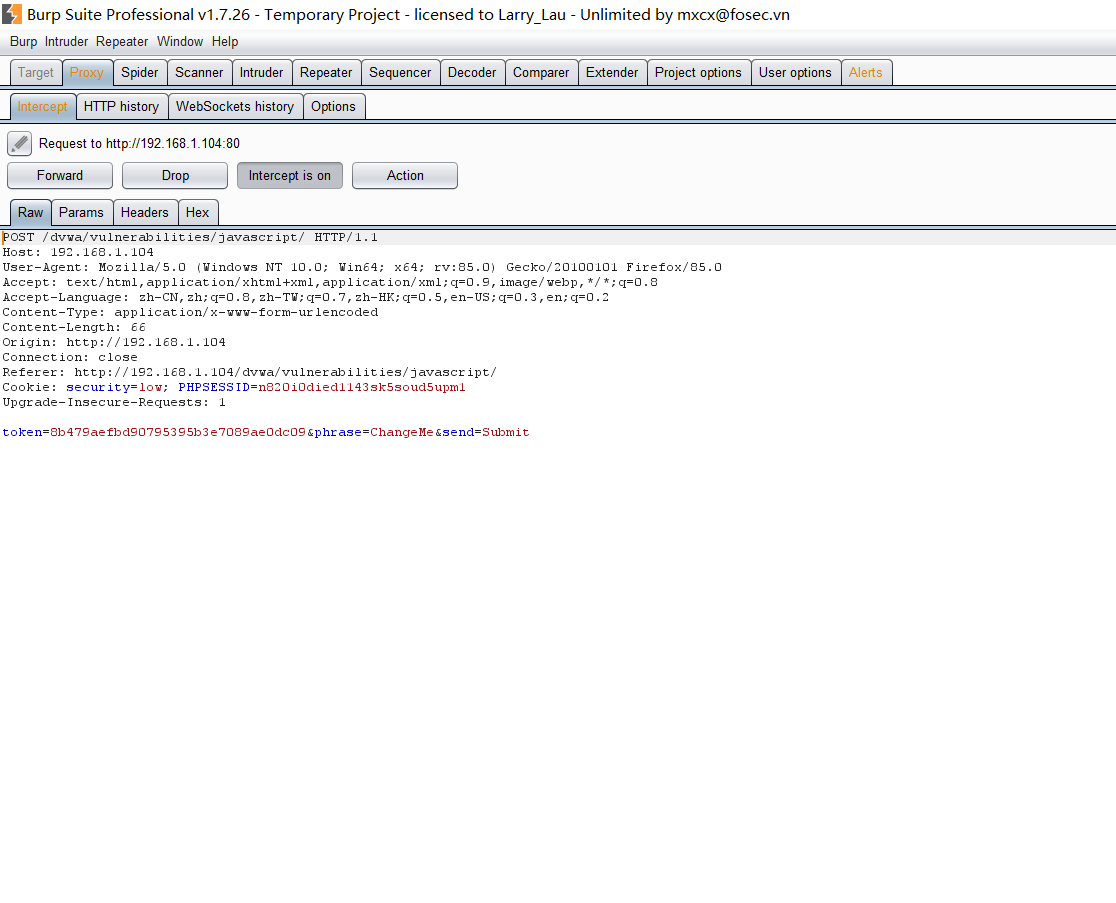 Burp Suite Professional v1.7.26 - Temporary Project - licensed to Larry_Lau - Unlimited by mxcx@fosec.vn
Burp Intruder Repeater Window Help
Target Proxy Spider Scanner Intruder Repeater Sequencer Decoder Comparer Extender Project options User options Alerts
Intercept HTTP history WebSockets history Options
Request to http://192.168.1.104:80
Forward Drop Intercept is on Action
Raw Params Headers Hex
POST /dvwa/vulnerabilities/javascript/ HTTP/1.1
Host: 192.168.1.104
User-Agent: Mozilla/5.0 (Windows NT 10.0; Win64; x64; rv:85.0) Gecko/20100101 Firefox/85.0
Accept: text/html,application/xhtml+xml,application/xml;q=0.9,image/webp,*/*;q=0.8
Accept-Language: zh-CN,zh;q=0.8,zh-TW;q=0.7,zh-HK;q=0.5,en-US;q=0.3,en;q=0.2
Content-Type: application/x-www-form-urlencoded
Content-Length: 66
Origin: http://192.168.1.104
Connection: close
Referer: http://192.168.1.104/dvwa/vulnerabilities/javascript/
Cookie: security=low; PHPSESSID=n820i0died1143sk5soud5upm1
Upgrade-Insecure-Requests: 1
token=8b479aefbd90795395b3e7089ae0dc09&phrase=ChangeMe&send=Submit